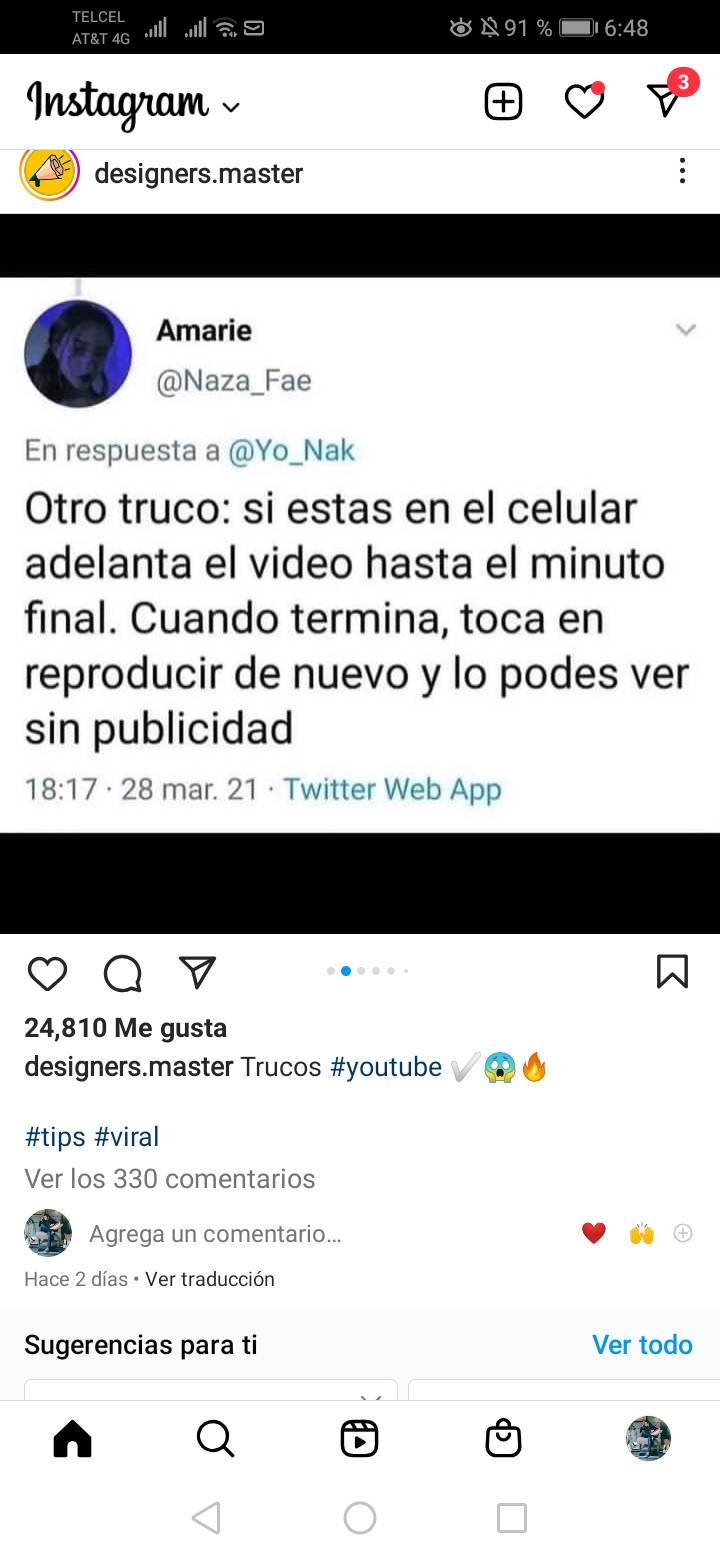 TELCEL
AT&T 4G
91 %
6:48
Instagram
3
designers.master
Amarie
@Naza_Fae
En respuesta a @Yo_Nak
Otro truco: si estas en el celular
adelanta el video hasta el minuto
final. Cuando termina, toca en
reproducir de nuevo y lo podes ver
sin publicidad
18:17 · 28 mar. 21 · Twitter Web App
24,810 Me gusta
designers.master Trucos #youtube ✔️😱🔥
#tips #viral
Ver los 330 comentarios
Agrega un comentario...
Hace 2 días • Ver traducción
Sugerencias para ti
Ver todo